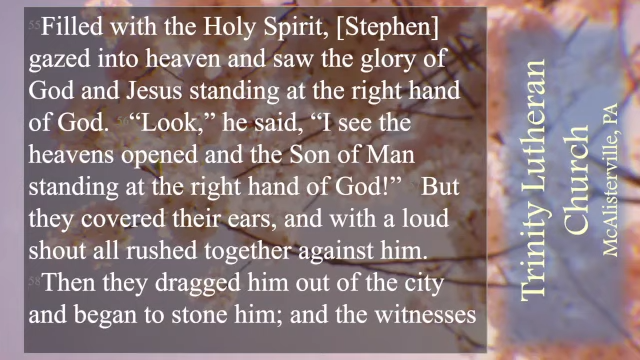 55 Filled with the Holy Spirit, [Stephen]
gazed into heaven and saw the glory of
God and Jesus standing at the right hand
of God. “Look,” he said, “I see the
heavens opened and the Son of Man
standing at the right hand of God!” But
they covered their ears, and with a loud
shout all rushed together against him.
58 Then they dragged him out of the city
and began to stone him; and the witnesses
Trinity Lutheran
Church
McAlisterville, PA